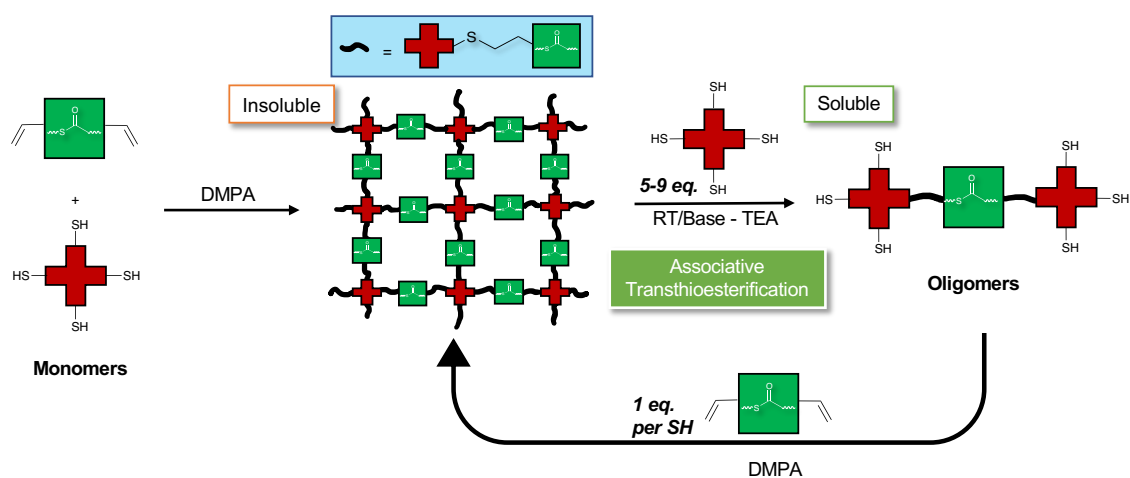 = S
S
O
Insoluble
Soluble
SH
HS
SH
SH
5-9 eq.
RT/Base - TEA
S
O
+
SH
HS
SH
SH
Monomers
DMPA
Associative
Transthioesterification
SH
SH
HS
O
S
SH
SH
SH
Oligomers
1 eq.
per SH
O
S
DMPA